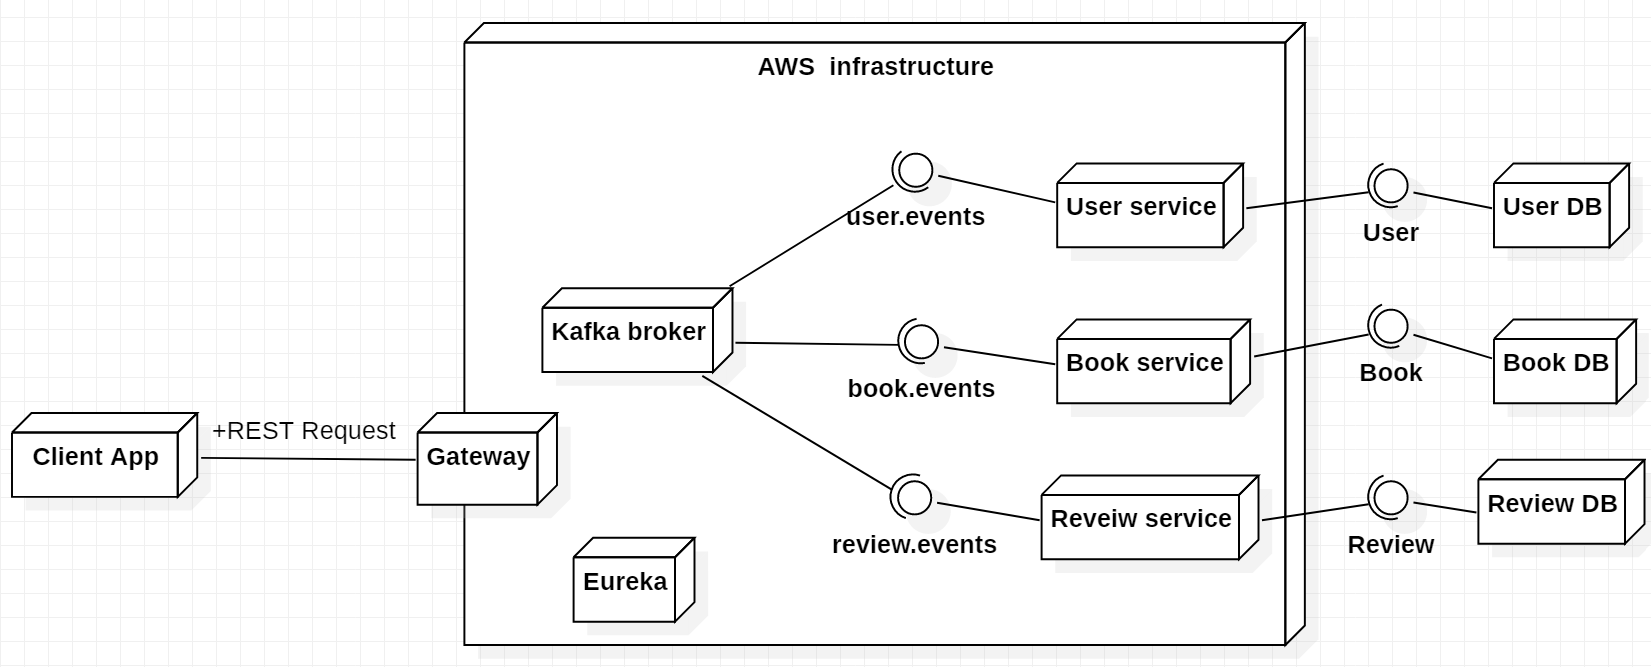 AWS infrastructure
user.events
User service
User
User DB
Kafka broker
book.events
Book service
Book
Book DB
Client App
+REST Request
Gateway
review.events
Reveiw service
Review
Review DB
Eureka